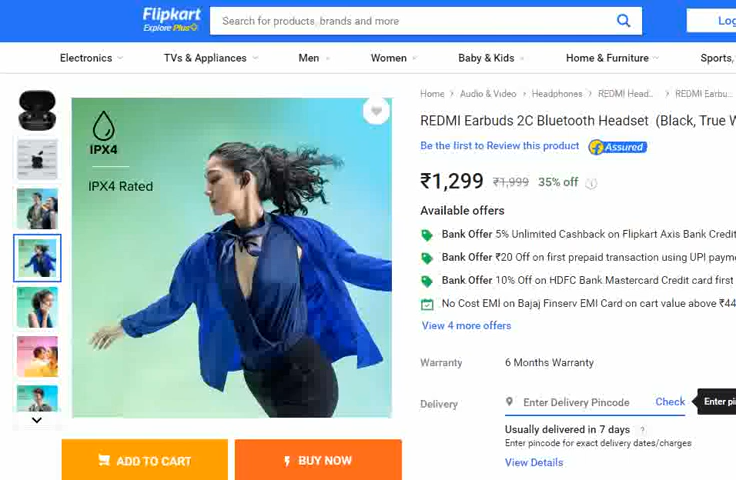 Flipkart
Explore Plus
Search for products, brands and more
Electronics
TVs & Appliances
Men
Women
Baby & Kids
Home & Furniture
Sports,
Home > Audio & Video > Headphones > REDMI Head... > REDMI Earbu...
IPX4
IPX4 Rated
REDMI Earbuds 2C Bluetooth Headset (Black, True W
Be the first to Review this product
Assured
₹1,299 ₹1,999 35% off
Available offers
Bank Offer 5% Unlimited Cashback on Flipkart Axis Bank Credit
Bank Offer ₹20 Off on first prepaid transaction using UPI payme
Bank Offer 10% Off on HDFC Bank Mastercard Credit card first
No Cost EMI on Bajaj Finserv EMI Card on cart value above ₹44
View 4 more offers
Warranty
6 Months Warranty
Delivery
Enter Delivery Pincode
Check
Enter pi
Usually delivered in 7 days ?
Enter pincode for exact delivery dates/charges
View Details
ADD TO CART
BUY NOW